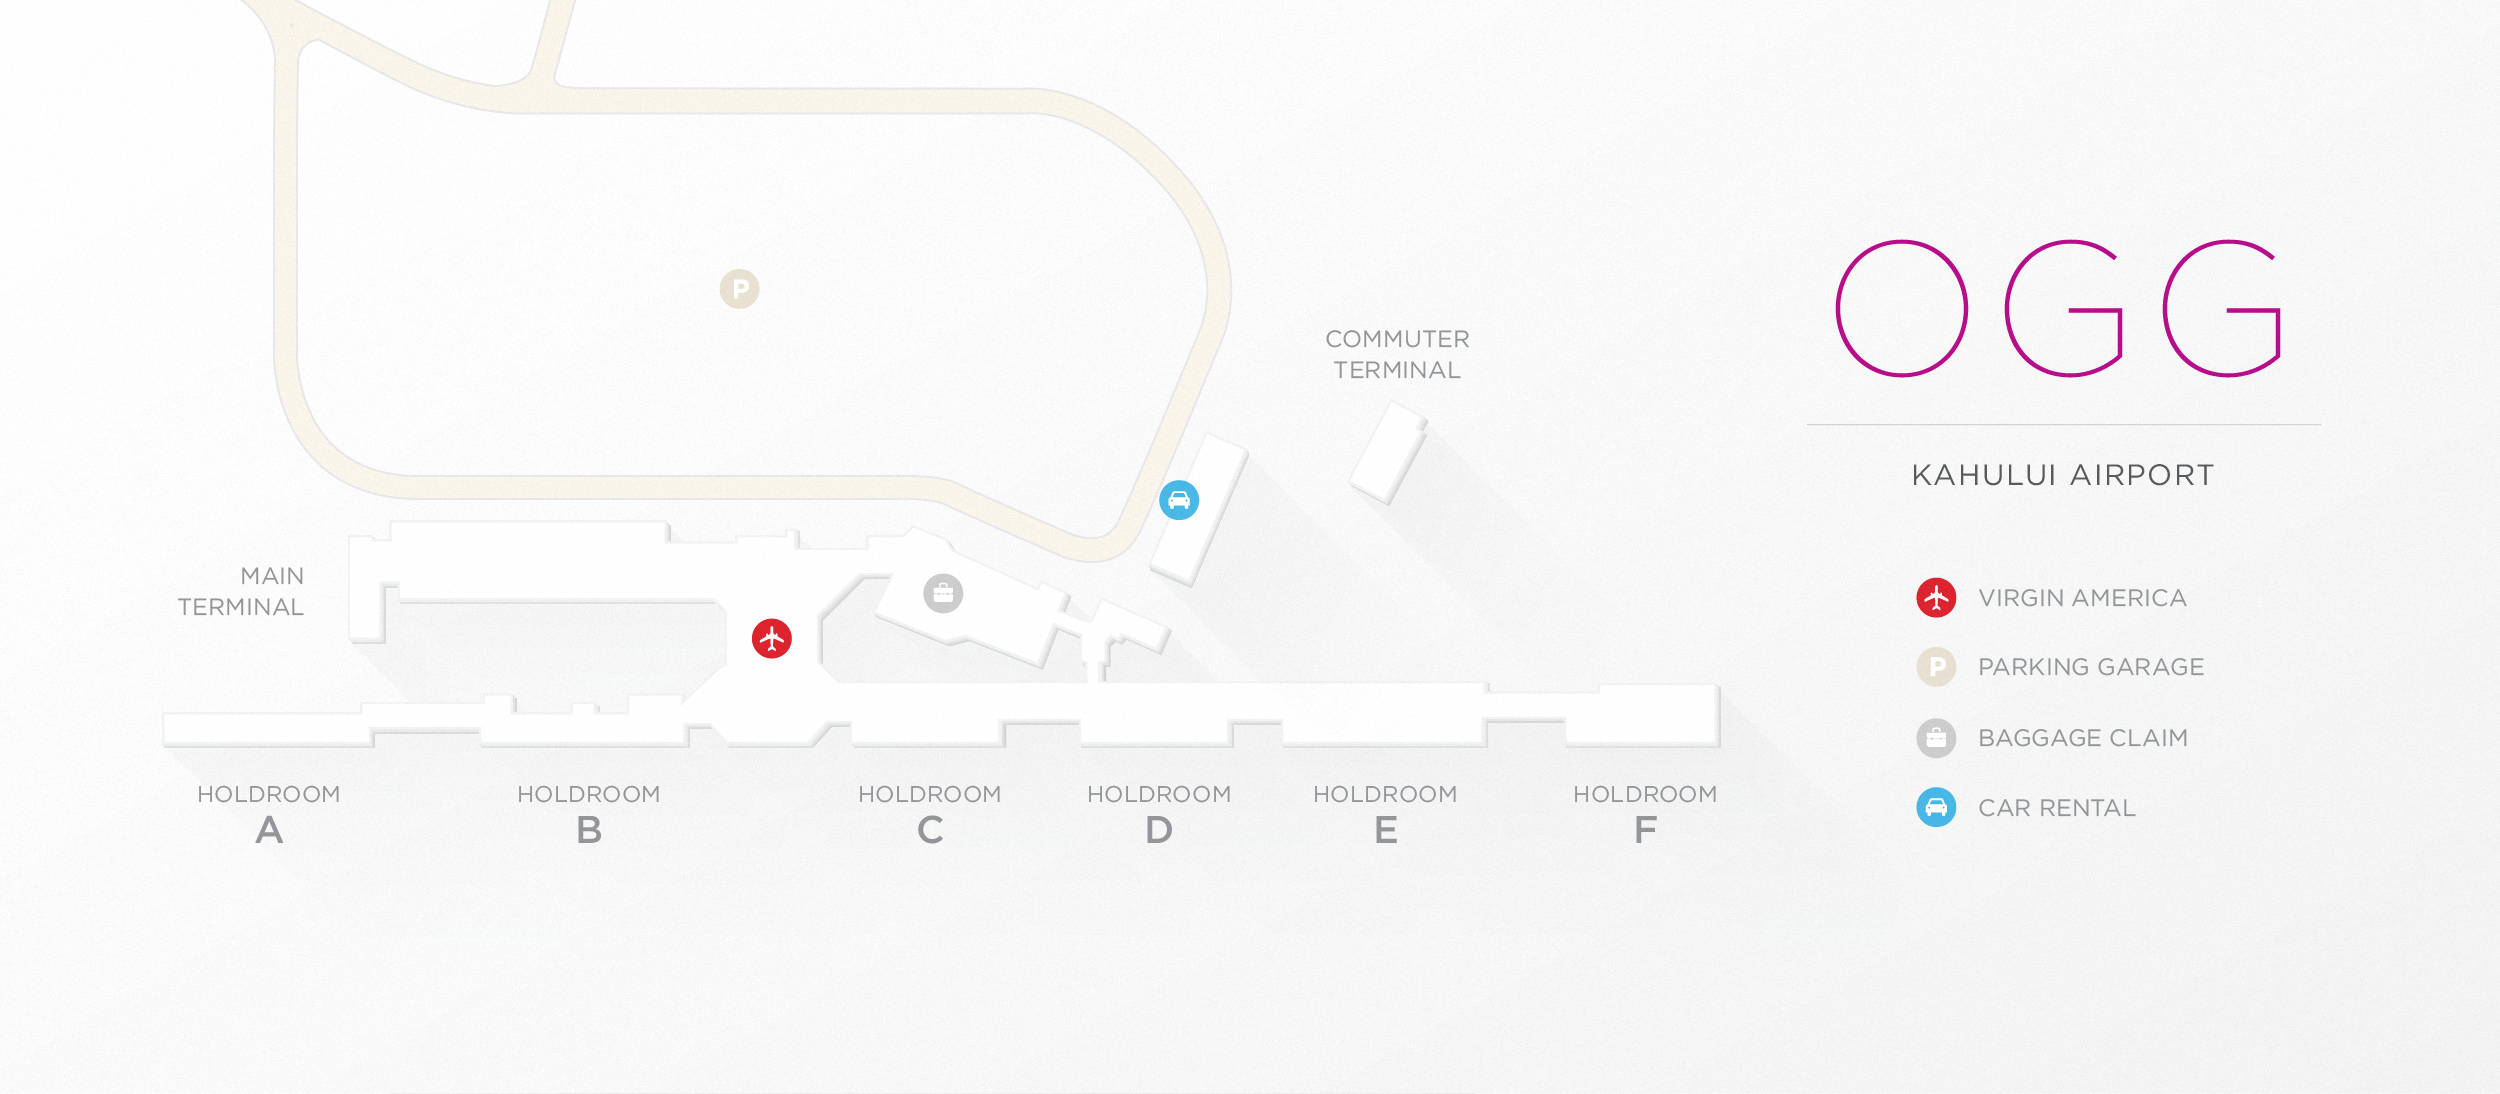 OGG
KAHULUI AIRPORT
VIRGIN AMERICA
P PARKING GARAGE
BAGGAGE CLAIM
CAR RENTAL
P
COMMUTER
TERMINAL
MAIN
TERMINAL
HOLDROOM
A
HOLDROOM
B
HOLDROOM
C
HOLDROOM
D
HOLDROOM
E
HOLDROOM
F